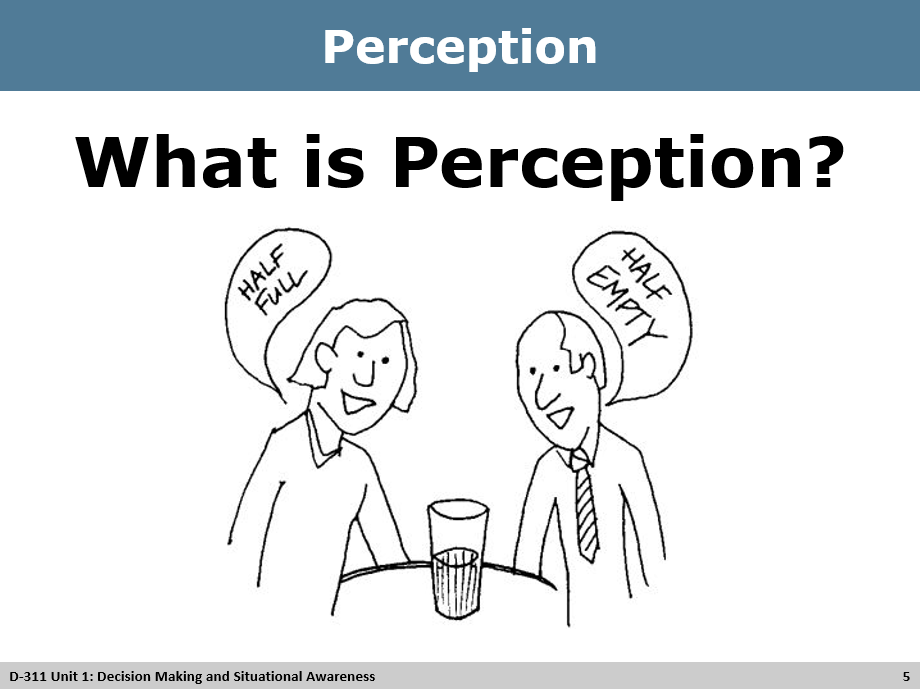 Perception
What is Perception?
HALF
FULL
HALF
EMPTY
D-311 Unit 1: Decision Making and Situational Awareness
5